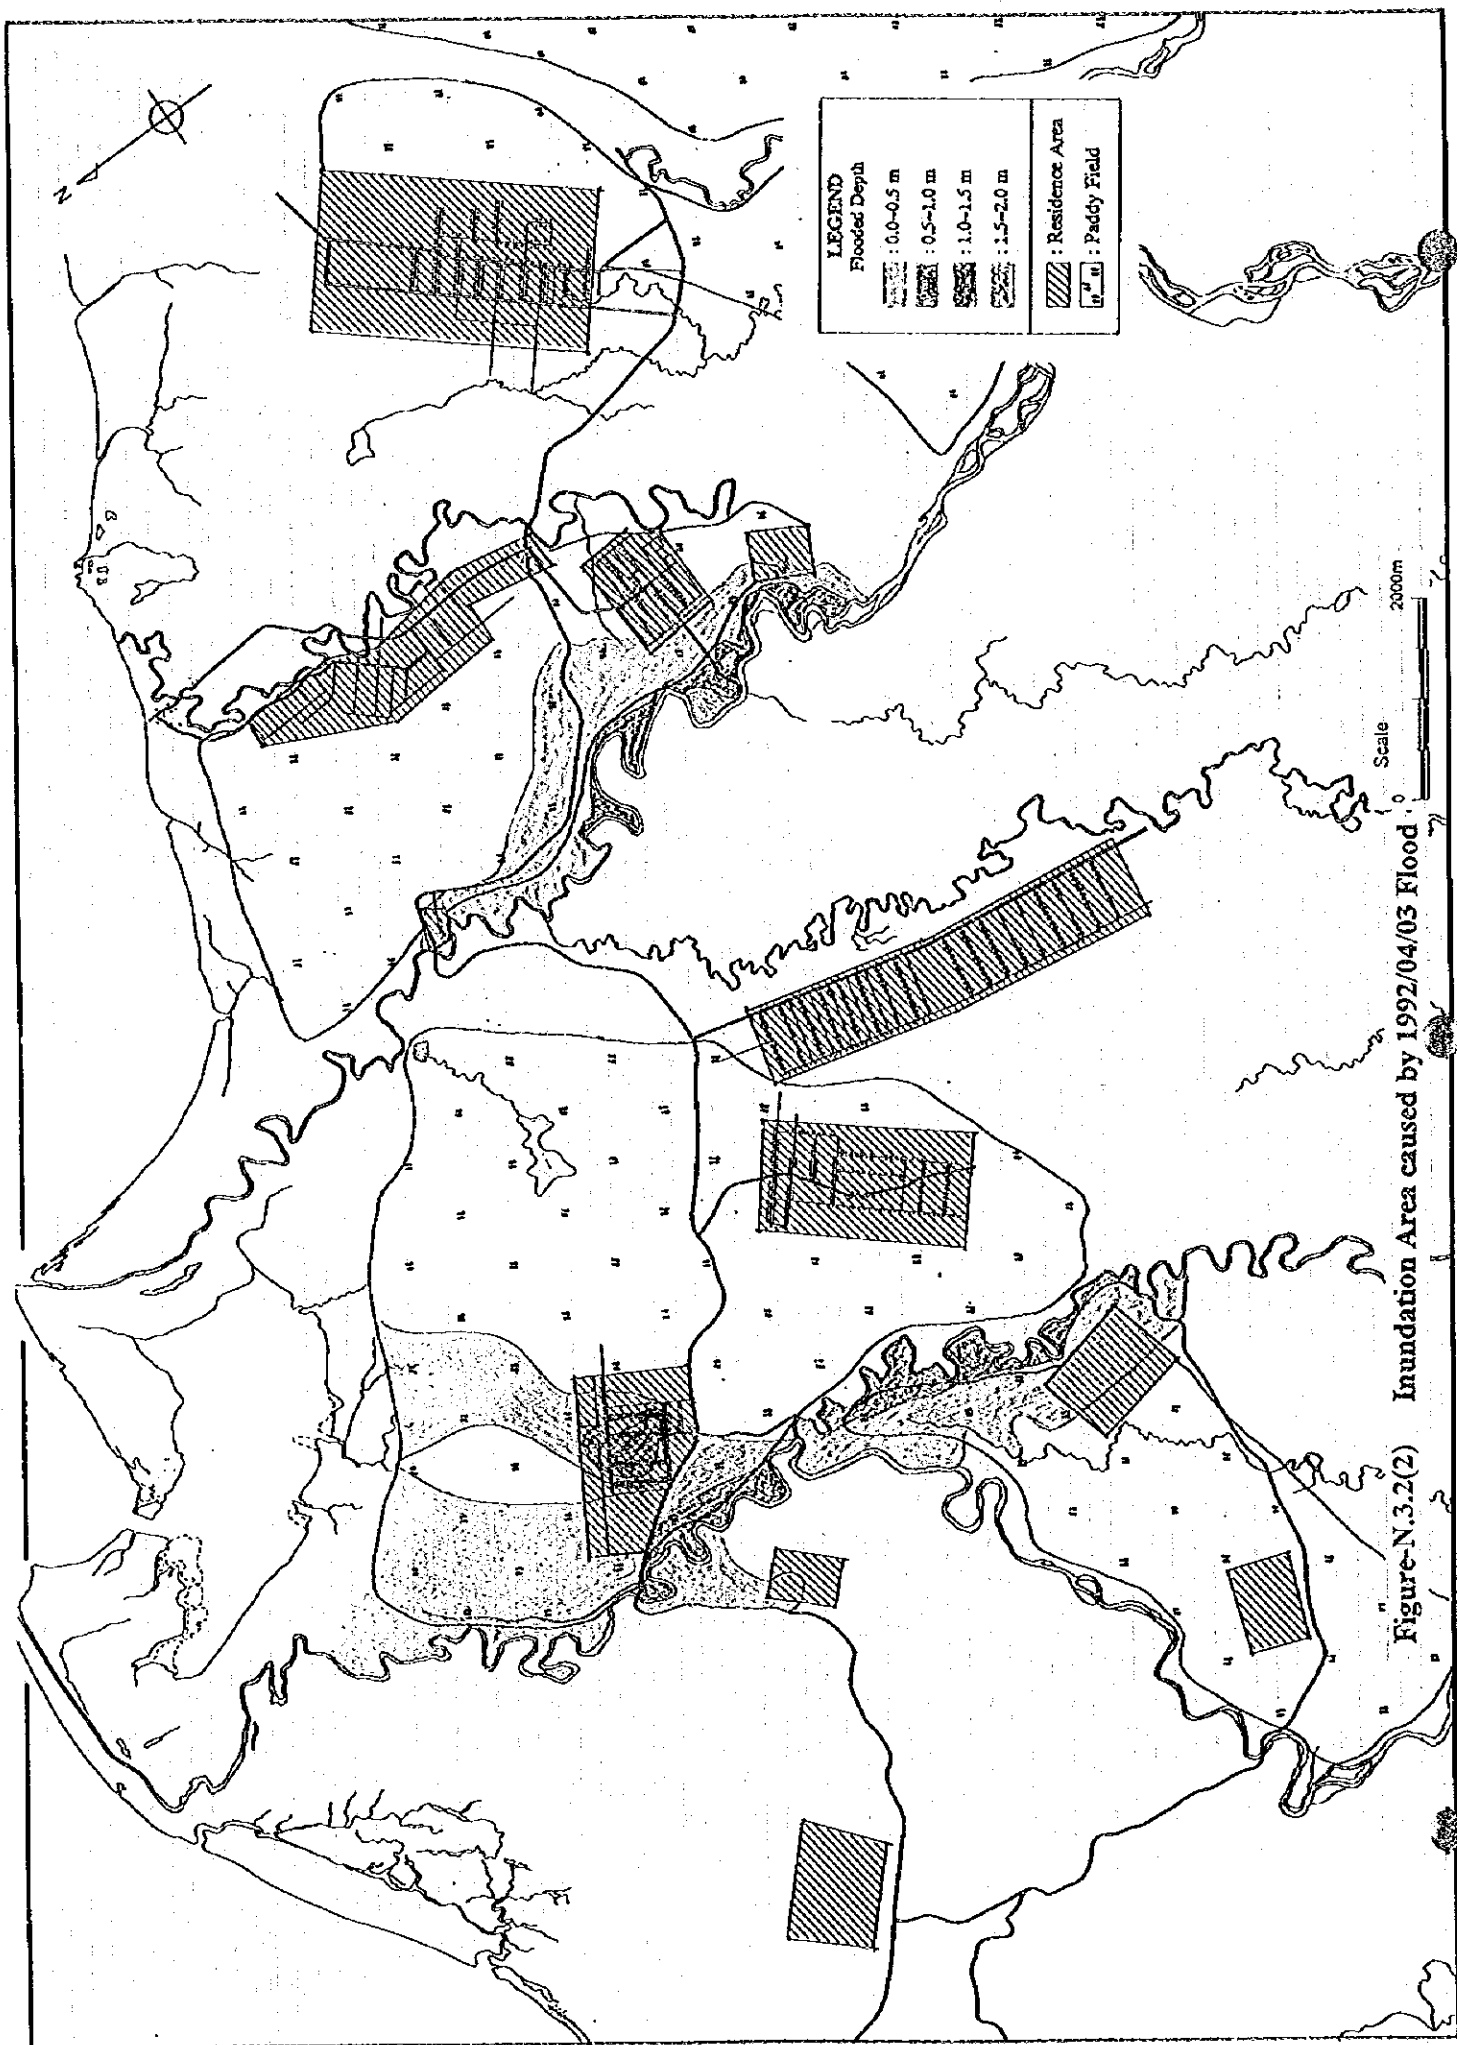 N
LEGEND
Flooded Depth
: 0.0-0.5 m
: 0.5-1.0 m
: 1.0-1.5 m
: 1.5-2.0 m
: Residence Area
: Paddy Field
Scale
0 2000m
Figure-N.3.2(2) Inundation Area caused by 1992/04/03 Flood